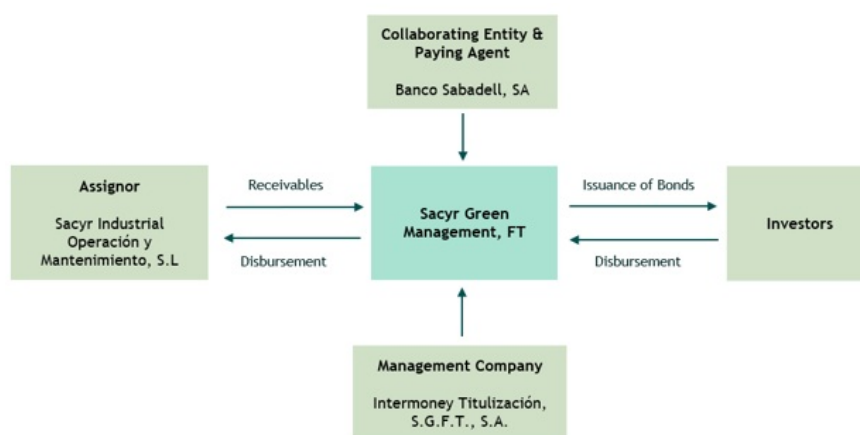 Collaborating Entity &
Paying Agent
Banco Sabadell, SA
Assignor
Sacyr Industrial
Operación y
Mantenimiento, S.L
Receivables
Disbursement
Sacyr Green
Management, FT
Issuance of Bonds
Disbursement
Investors
Management Company
Intermoney Titulización,
S.G.F.T., S.A.